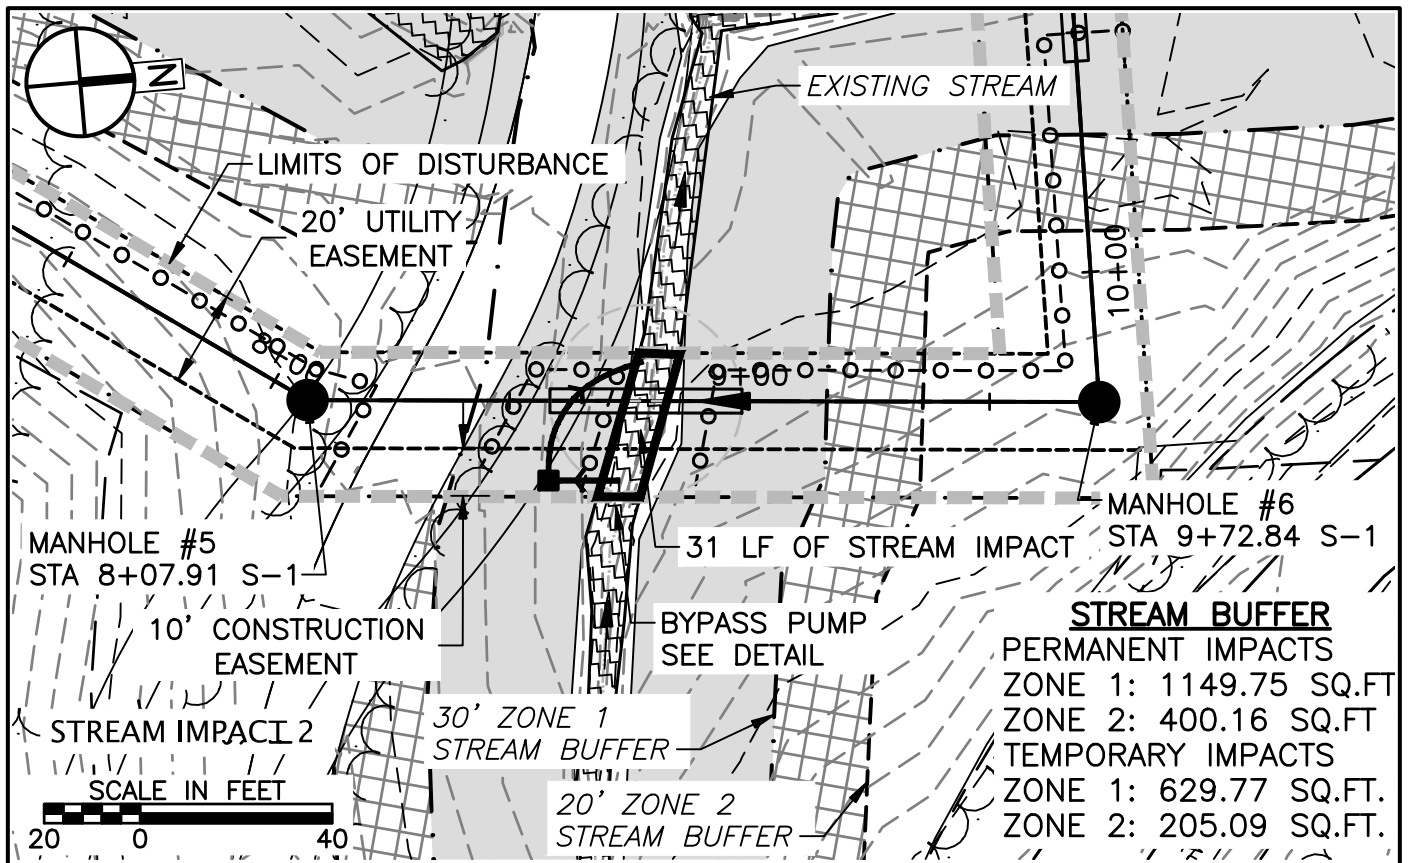 N
EXISTING STREAM
LIMITS OF DISTURBANCE
20' UTILITY
EASEMENT
10+00
9+00
MANHOLE #5
STA 8+07.91 S-1
MANHOLE #6
STA 9+72.84 S-1
31 LF OF STREAM IMPACT
10' CONSTRUCTION
EASEMENT
BYPASS PUMP
SEE DETAIL
STREAM BUFFER
PERMANENT IMPACTS
ZONE 1: 1149.75 SQ.FT
ZONE 2: 400.16 SQ.FT
TEMPORARY IMPACTS
ZONE 1: 629.77 SQ.FT.
ZONE 2: 205.09 SQ.FT.
30' ZONE 1
STREAM BUFFER
STREAM IMPACT 2
20' ZONE 2
STREAM BUFFER
SCALE IN FEET
20 0 40